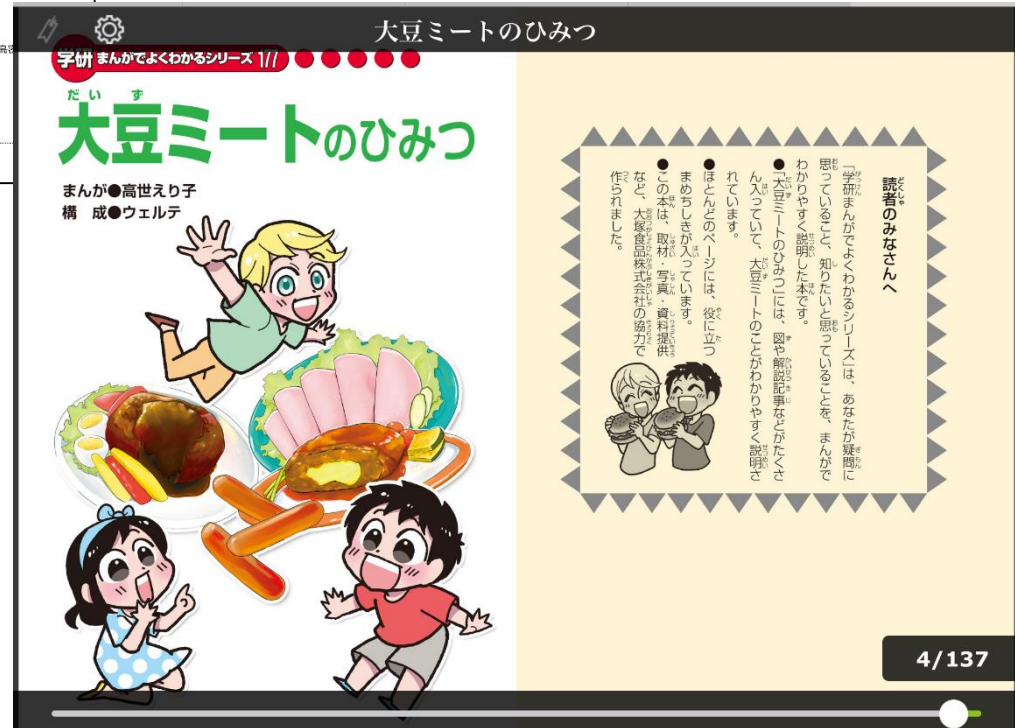 大豆ミートのひみつ
学研 まんがでよくわかるシリーズ 177
大豆ミートのひみつ
まんが●高世えり子
構 成●ウェルテ
読者のみなさんへ
「学研まんがでよくわかるシリーズ」は、あなたが疑問に
思っていること、知りたいと思っていることを、まんがで
わかりやすく説明した本です。
●「大豆ミートのひみつ」には、図や解説記事などがたくさ
ん入っていて、大豆ミートのことがわかりやすく説明さ
れています。
●ほとんどのページには、役に立つ
まめちしきが入っています。
●この本は、取材・写真・資料提供
など、大塚食品株式会社の協力で
作られました。
4/137